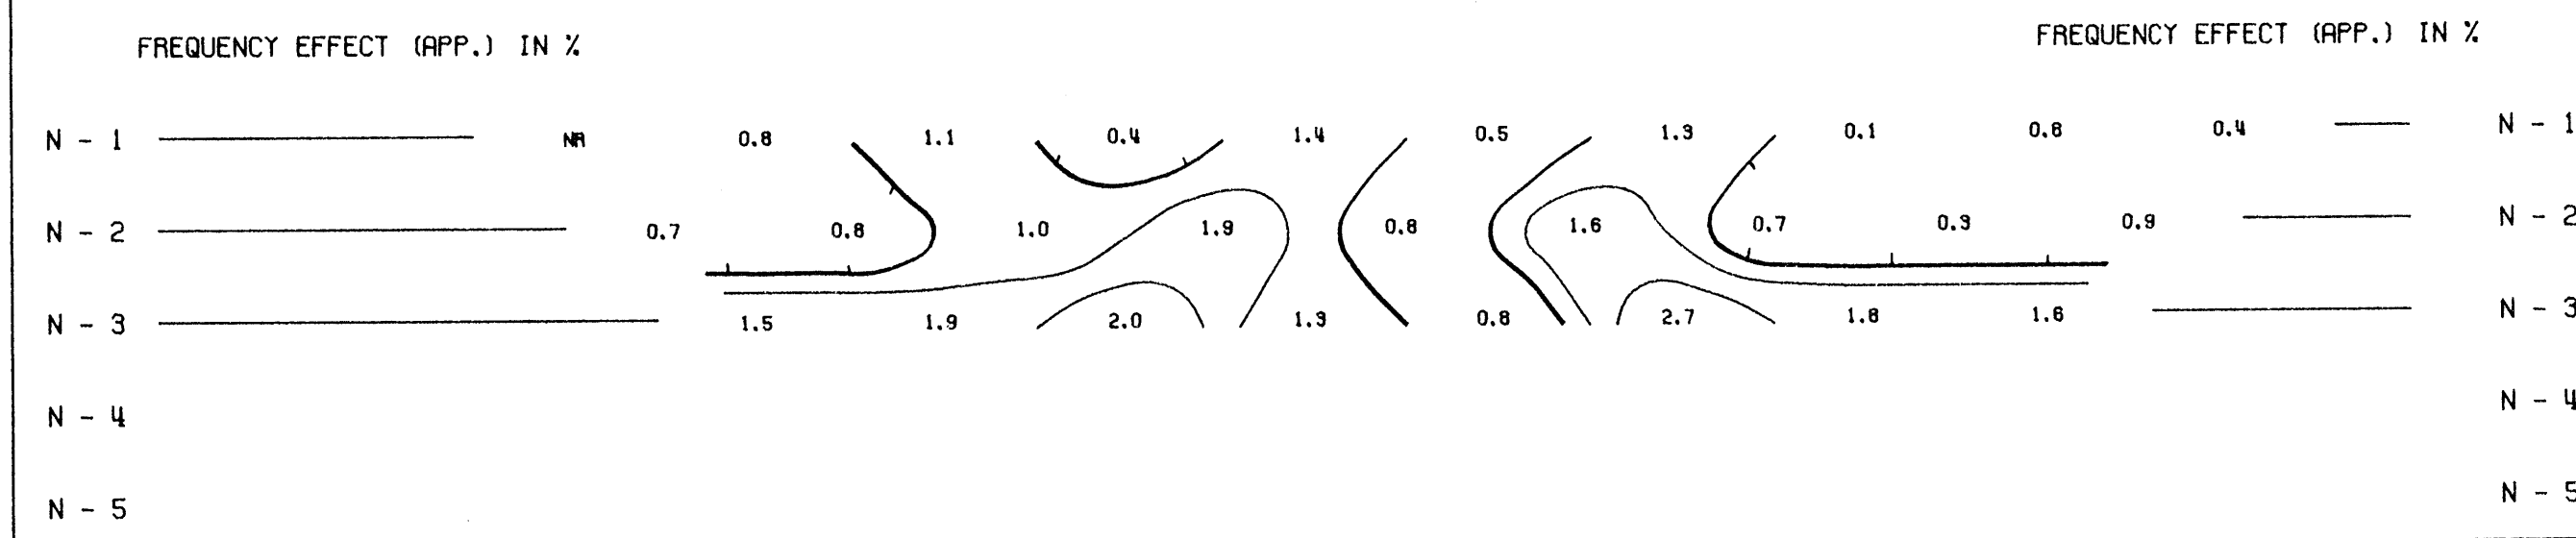 FREQUENCY EFFECT (APP.) IN % FREQUENCY EFFECT (APP.) IN %
N - 1 NA 0.8 1.1 0.4 1.4 0.5 1.3 0.1 0.8 0.4 N - 1
N - 2 0.7 0.8 1.0 1.9 0.8 1.6 0.7 0.3 0.9 N - 2
N - 3 1.5 1.9 2.0 1.3 0.8 2.7 1.8 1.6 N - 3
N - 4 N - 4
N - 5 N - 5